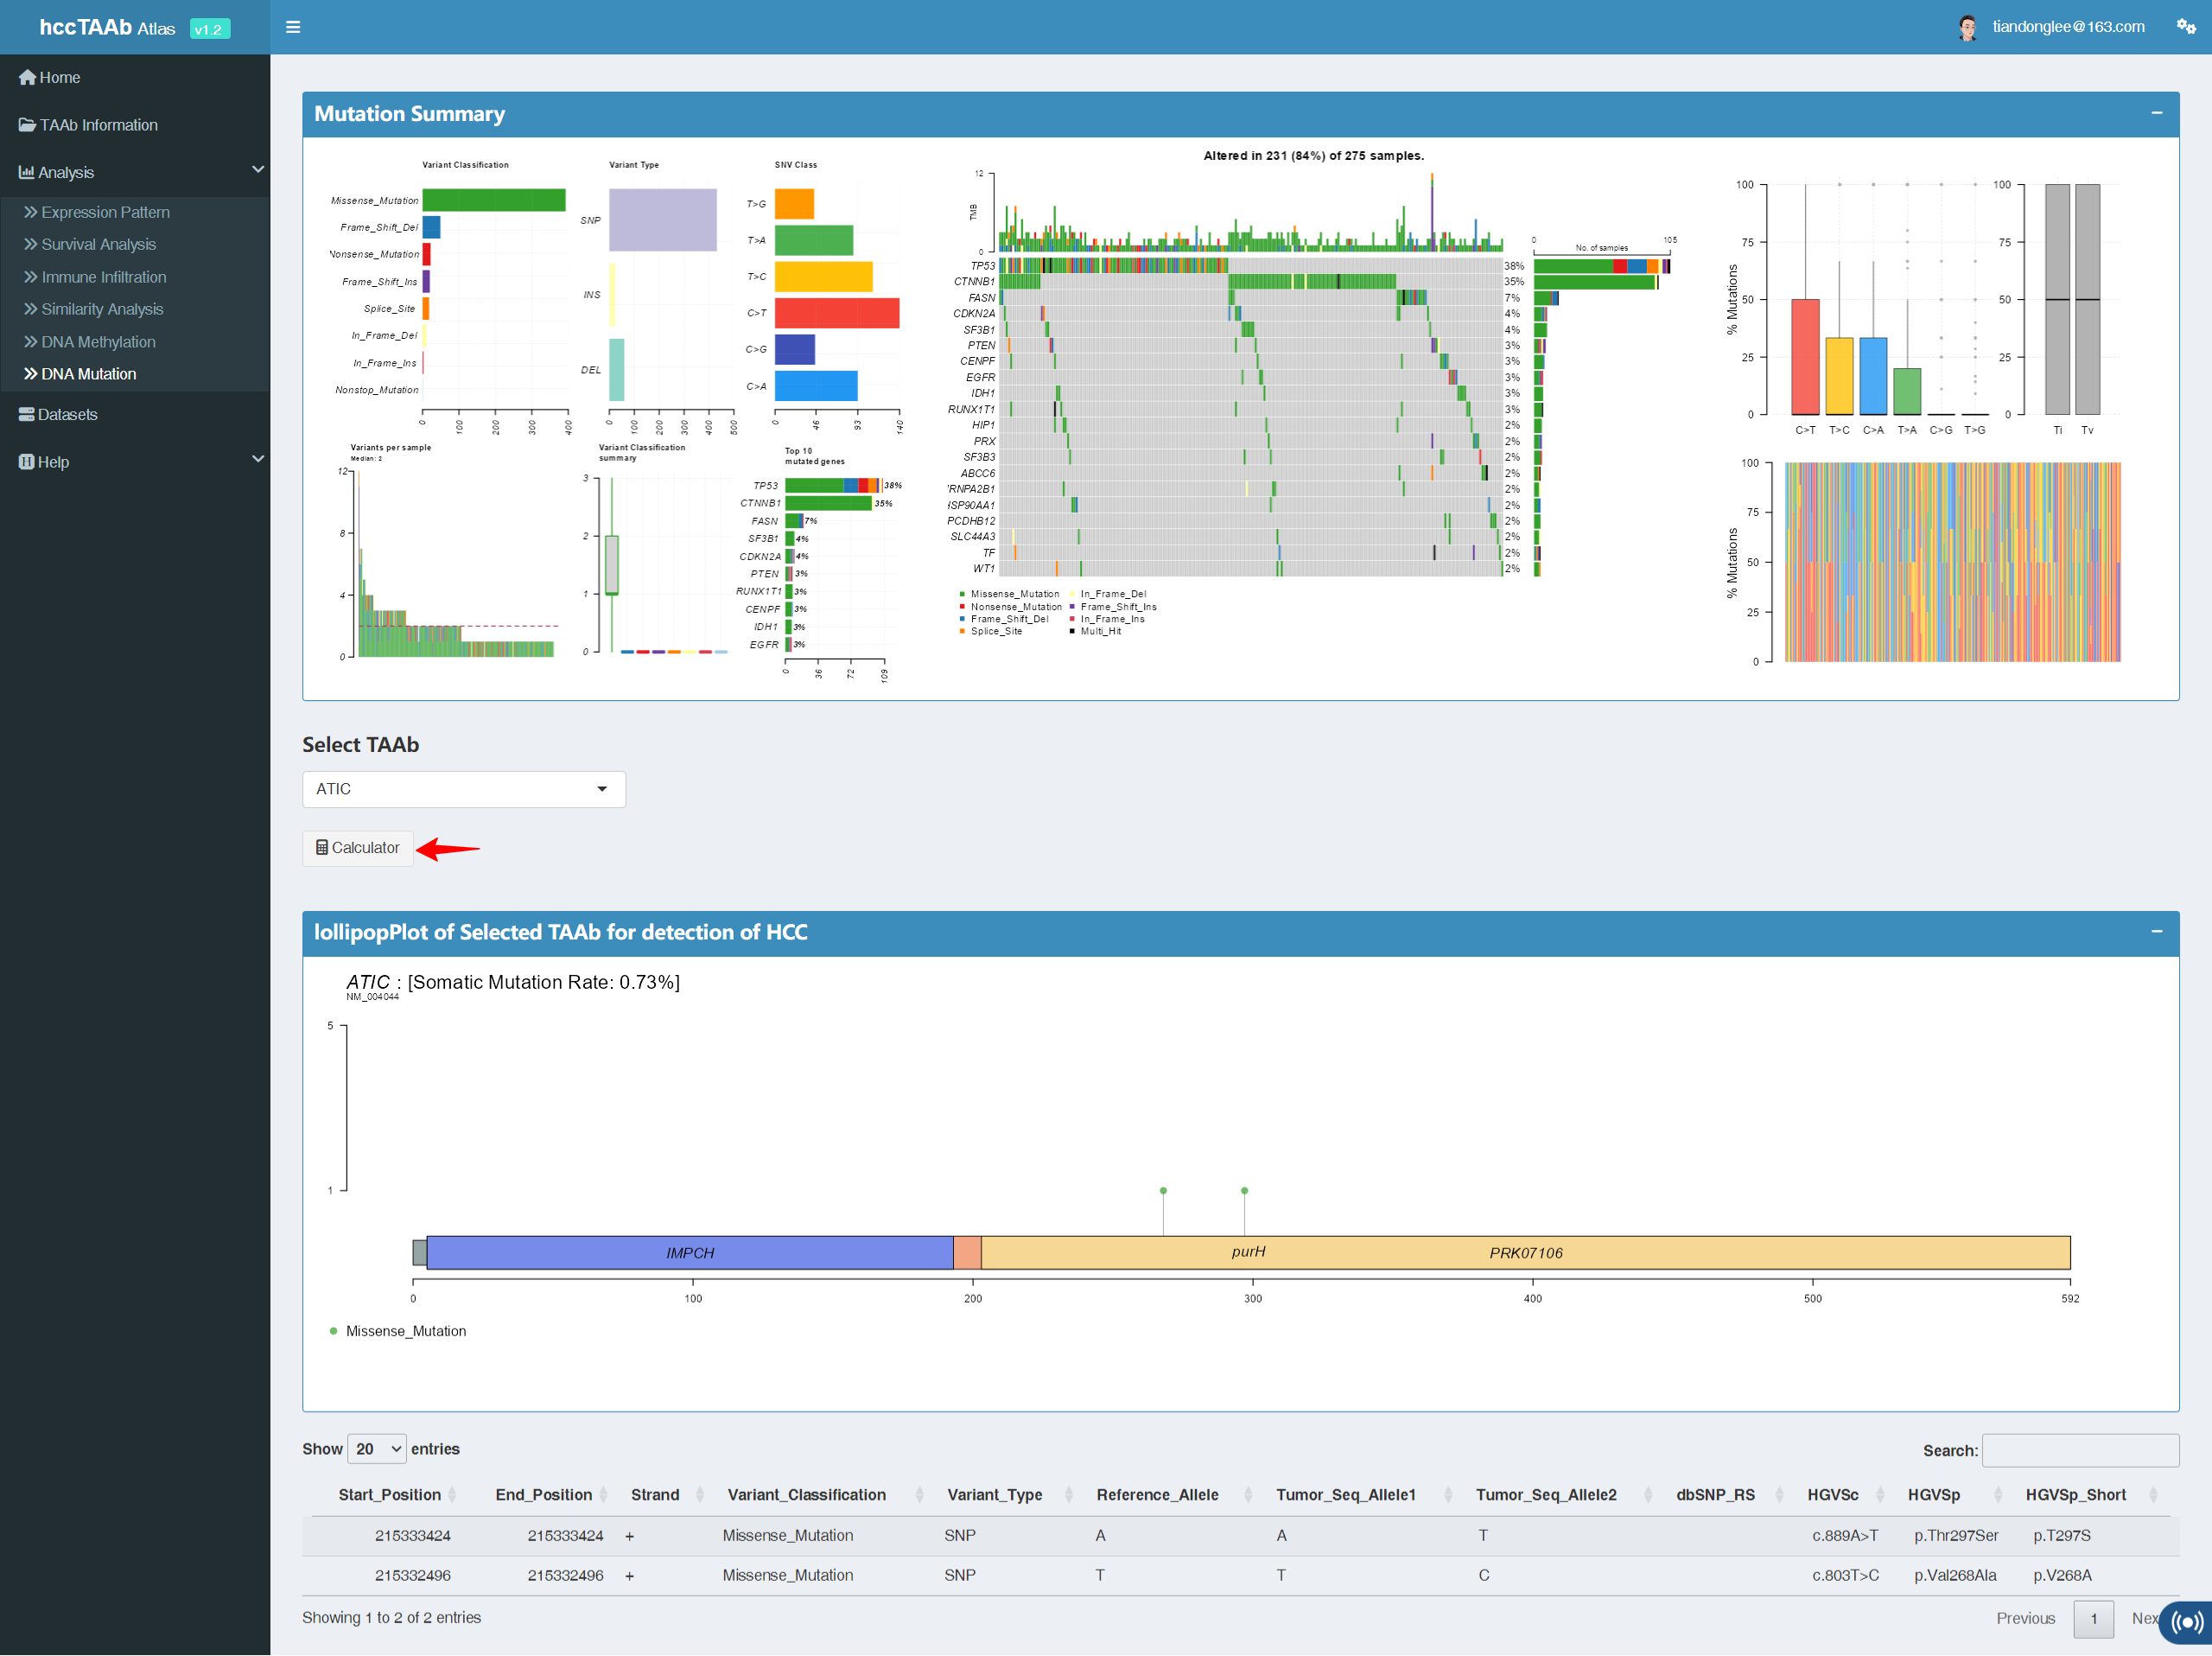 hccTAAb Atlas v1.2
tiandonglee@163.com
Home
TAAb Information
Analysis
Expression Pattern
Survival Analysis
Immune Infiltration
Similarity Analysis
DNA Methylation
DNA Mutation
Datasets
Help
Mutation Summary
Variant Classification
Missense_Mutation
Frame_Shift_Del
Nonsense_Mutation
Frame_Shift_Ins
Splice_Site
In_Frame_Del
In_Frame_Ins
Nonstop_Mutation
0 100 200 300 400
Variant Type
SNP
INS
DEL
0 100 200 300 400 500
SNV Class
T>G
T>A
T>C
C>T
C>G
C>A
0 46 93 140
Variants per sample
Median: 2
12
8
4
0
Variant Classification
summary
3
2
1
0
Top 10
mutated genes
TP53 38%
CTNNB1 35%
FASN 7%
SF3B1 4%
CDKN2A 4%
PTEN 3%
RUNX1T1 3%
CENPF 3%
IDH1 3%
EGFR 3%
0 36 72 109
Altered in 231 (84%) of 275 samples.
12
TMB
0
0 105
No. of samples
TP53 38%
CTNNB1 35%
FASN 7%
CDKN2A 4%
SF3B1 4%
PTEN 3%
CENPF 3%
EGFR 3%
IDH1 3%
RUNX1T1 3%
HIP1 2%
PRX 2%
SF3B3 2%
ABCC6 2%
RNPA2B1 2%
HSP90AA1 2%
PCDHB12 2%
SLC44A3 2%
TF 2%
WT1 2%
Missense_Mutation In_Frame_Del
Nonsense_Mutation Frame_Shift_Ins
Frame_Shift_Del In_Frame_Ins
Splice_Site Multi_Hit
% Mutations
100 100
75 75
50 50
25 25
0 0
C>T T>C C>A T>A C>G T>G Ti Tv
% Mutations
100
75
50
25
0
Select TAAb
ATIC
Calculator
lollipopPlot of Selected TAAb for detection of HCC
ATIC : [Somatic Mutation Rate: 0.73%]
NM_004044
5
1
IMPCH purH PRK07106
0 100 200 300 400 500 592
Missense_Mutation
Show 20 entries
Search:
Start_Position End_Position Strand Variant_Classification Variant_Type Reference_Allele Tumor_Seq_Allele1 Tumor_Seq_Allele2 dbSNP_RS HGVSc HGVSp HGVSp_Short
215333424 215333424 + Missense_Mutation SNP A A T c.889A>T p.Thr297Ser p.T297S
215332496 215332496 + Missense_Mutation SNP T T C c.803T>C p.Val268Ala p.V268A
Showing 1 to 2 of 2 entries
Previous 1 Nex